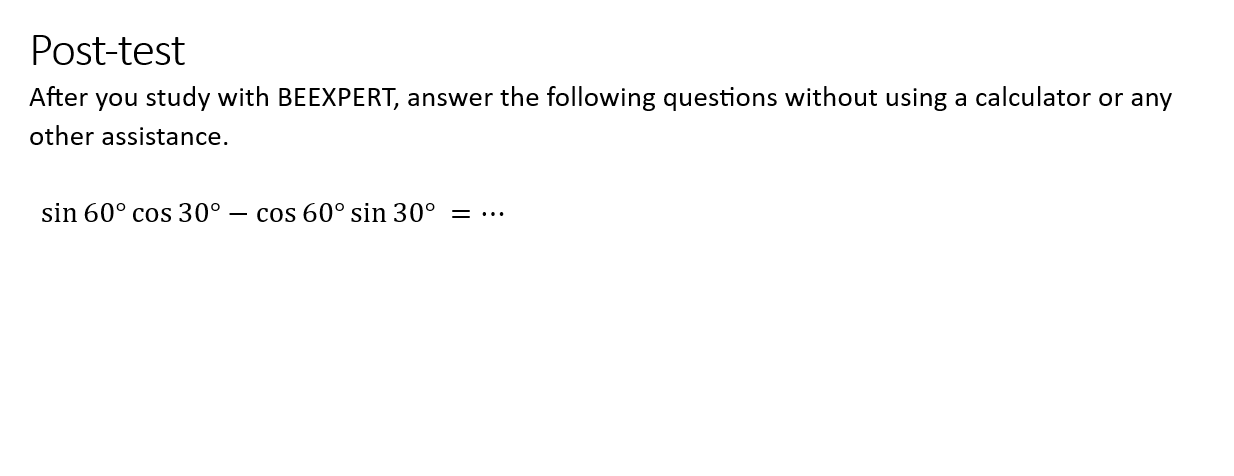 Post-test
After you study with BEEXPERT, answer the following questions without using a calculator or any
other assistance.
sin 60° cos 30° − cos 60° sin 30° = ⋯